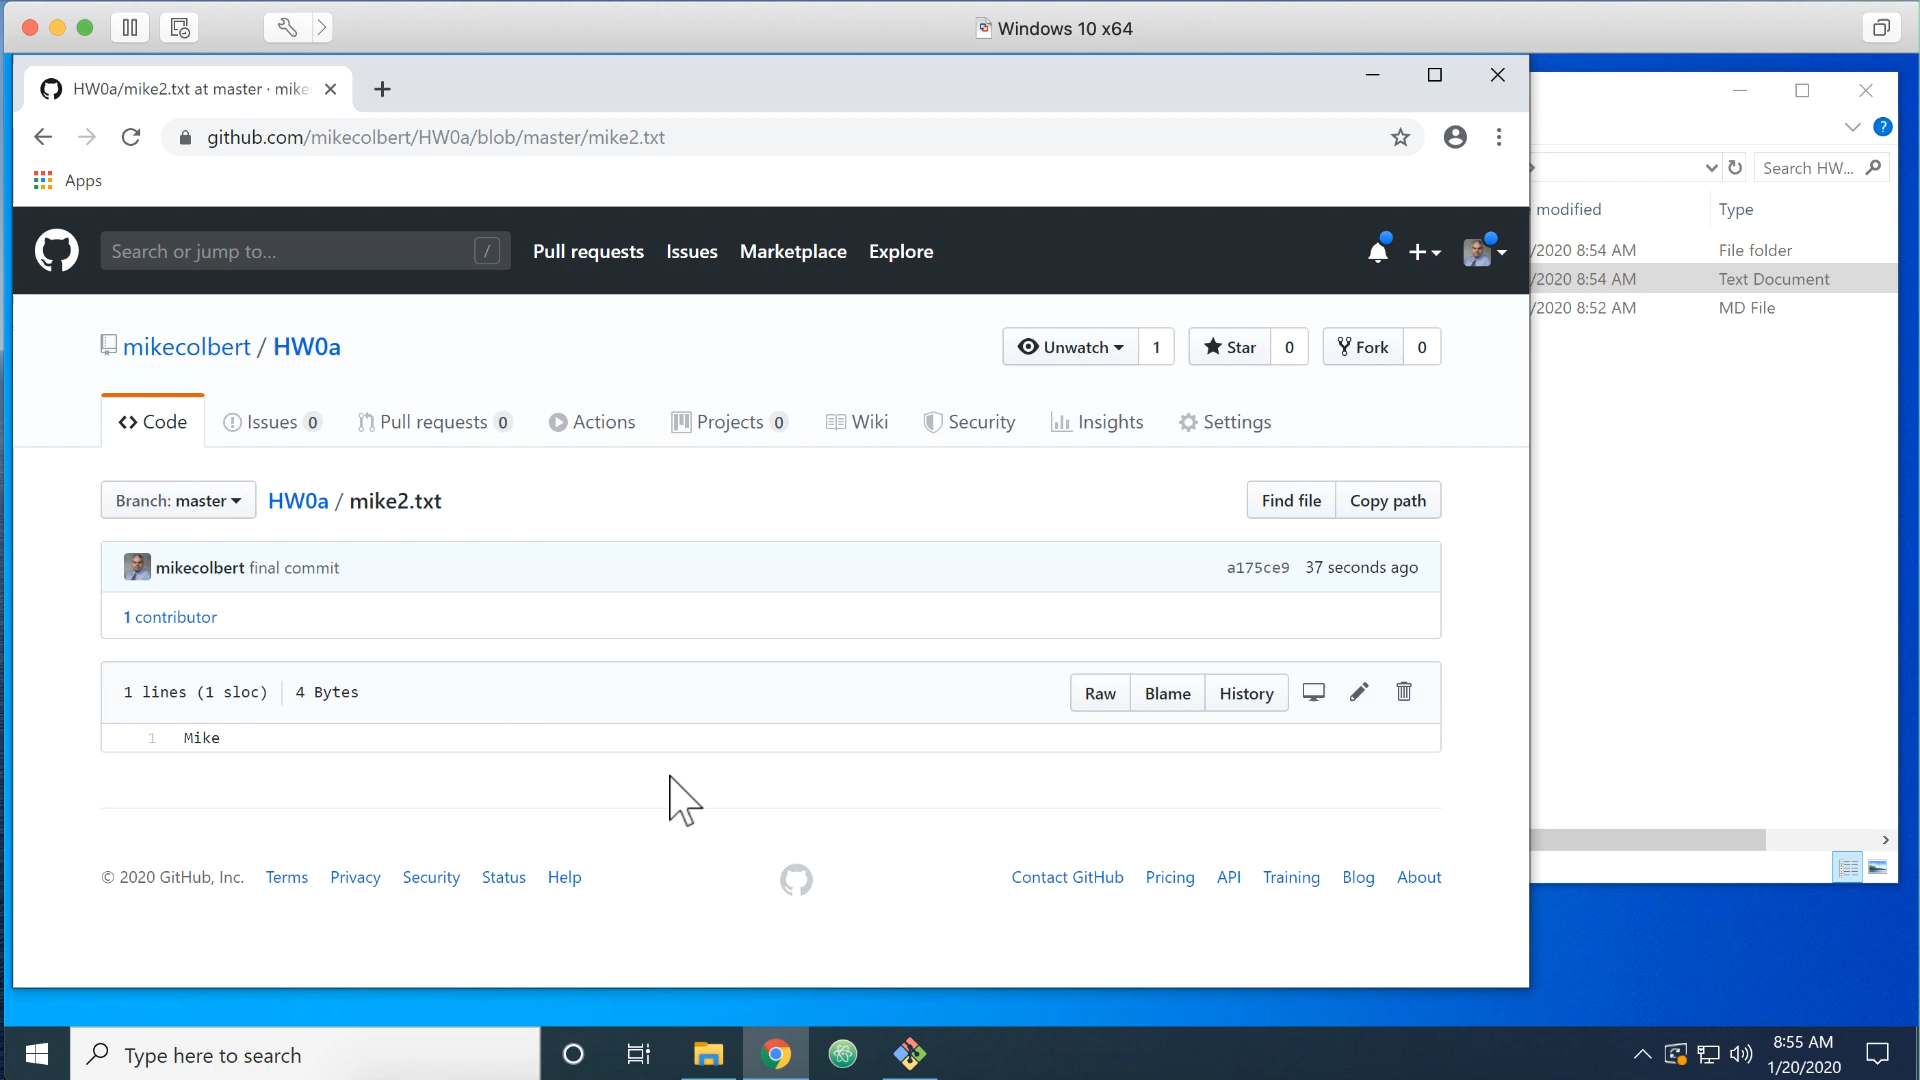 Windows 10 x64
HW0a/mike2.txt at master · mike
github.com/mikecolbert/HW0a/blob/master/mike2.txt
Apps
Search or jump to... /
Pull requests Issues Marketplace Explore
mikecolbert / HW0a
Unwatch 1 Star 0 Fork 0
Code Issues 0 Pull requests 0 Actions Projects 0 Wiki Security Insights Settings
Branch: master HW0a / mike2.txt
Find file Copy path
mikecolbert final commit a175ce9 37 seconds ago
1 contributor
1 lines (1 sloc) 4 Bytes
Raw Blame History
1 Mike
© 2020 GitHub, Inc. Terms Privacy Security Status Help
Contact GitHub Pricing API Training Blog About
Search HW...
modified Type
/2020 8:54 AM File folder
/2020 8:54 AM Text Document
/2020 8:52 AM MD File
Type here to search
8:55 AM
1/20/2020